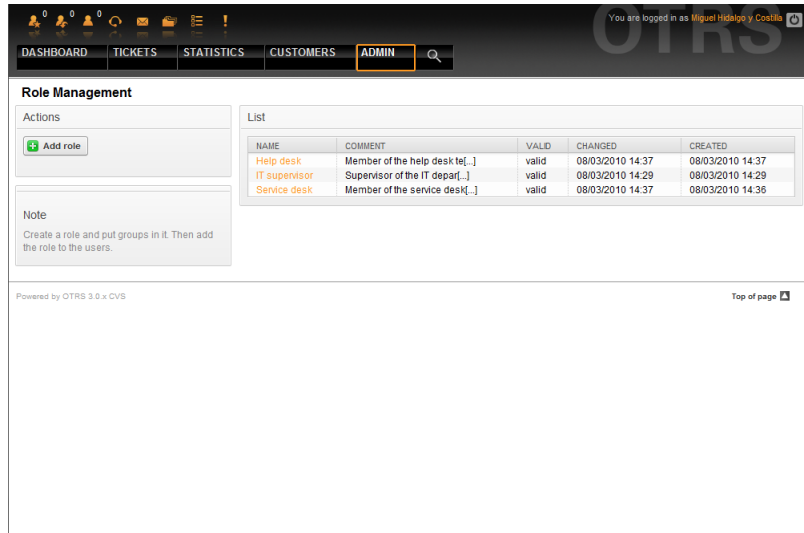 0 0 0
You are logged in as Miguel Hidalgo y Costilla
OTRS
DASHBOARD TICKETS STATISTICS CUSTOMERS ADMIN
Role Management
Actions
Add role
Note
Create a role and put groups in it. Then add
the role to the users.
List
NAME COMMENT VALID CHANGED CREATED
Help desk Member of the help desk te[...] valid 08/03/2010 14:37 08/03/2010 14:37
IT supervisor Supervisor of the IT depar[...] valid 08/03/2010 14:29 08/03/2010 14:29
Service desk Member of the service desk[...] valid 08/03/2010 14:37 08/03/2010 14:36
Powered by OTRS 3.0.x CVS
Top of page